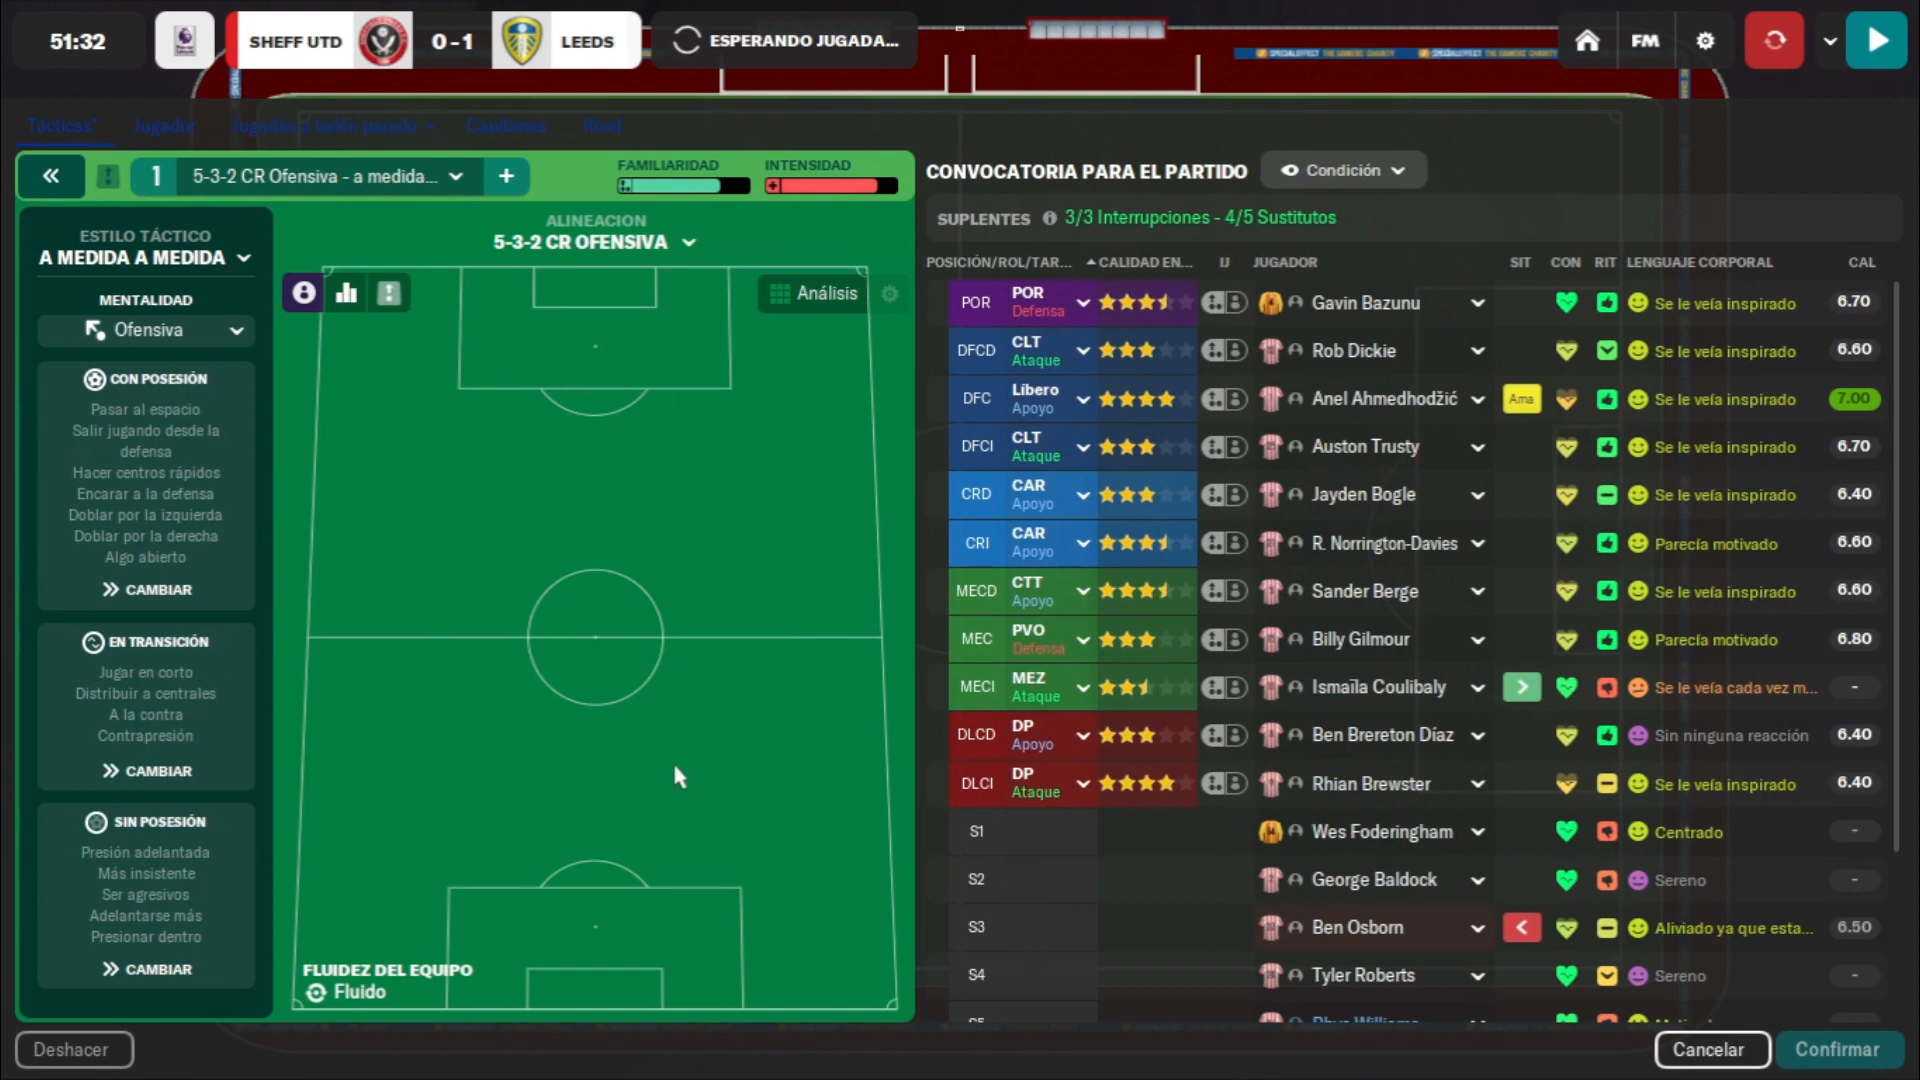 51:32
SHEFF UTD
0 - 1
LEEDS
ESPERANDO JUGADA...
FM
Tácticas*
Jugador
Jugadas a balón parado
Capitanes
Rival
1
5-3-2 CR Ofensiva - a medida...
FAMILIARIDAD
INTENSIDAD
ESTILO TÁCTICO
A MEDIDA A MEDIDA
MENTALIDAD
Ofensiva
CON POSESIÓN
Pasar al espacio
Salir jugando desde la
defensa
Hacer centros rápidos
Encarar a la defensa
Doblar por la izquierda
Doblar por la derecha
Algo abierto
CAMBIAR
EN TRANSICIÓN
Jugar en corto
Distribuir a centrales
A la contra
Contrapresión
CAMBIAR
SIN POSESIÓN
Presión adelantada
Más insistente
Ser agresivos
Adelantarse más
Presionar dentro
CAMBIAR
ALINEACION
5-3-2 CR OFENSIVA
Análisis
FLUIDEZ DEL EQUIPO
Fluido
CONVOCATORIA PARA EL PARTIDO
Condición
SUPLENTES
3/3 Interrupciones - 4/5 Sustitutos
POSICIÓN/ROL/TAR... CALIDAD EN... IJ JUGADOR SIT CON RIT LENGUAJE CORPORAL CAL
POR POR Defensa Gavin Bazunu Se le veía inspirado 6.70
DFCD CLT Ataque Rob Dickie Se le veía inspirado 6.60
DFC Líbero Apoyo Anel Ahmedhodžić Ama Se le veía inspirado 7.00
DFCI CLT Ataque Auston Trusty Se le veía inspirado 6.70
CRD CAR Apoyo Jayden Bogle Se le veía inspirado 6.40
CRI CAR Apoyo R. Norrington-Davies Parecía motivado 6.60
MECD CTT Apoyo Sander Berge Se le veía inspirado 6.60
MEC PVO Defensa Billy Gilmour Parecía motivado 6.80
MECI MEZ Ataque Ismaïla Coulibaly Se le veía cada vez m... -
DLCD DP Apoyo Ben Brereton Díaz Sin ninguna reacción 6.40
DLCI DP Ataque Rhian Brewster Se le veía inspirado 6.40
S1 Wes Foderingham Centrado -
S2 George Baldock Sereno -
S3 Ben Osborn Aliviado ya que esta... 6.50
S4 Tyler Roberts Sereno -
Deshacer
Cancelar
Confirmar